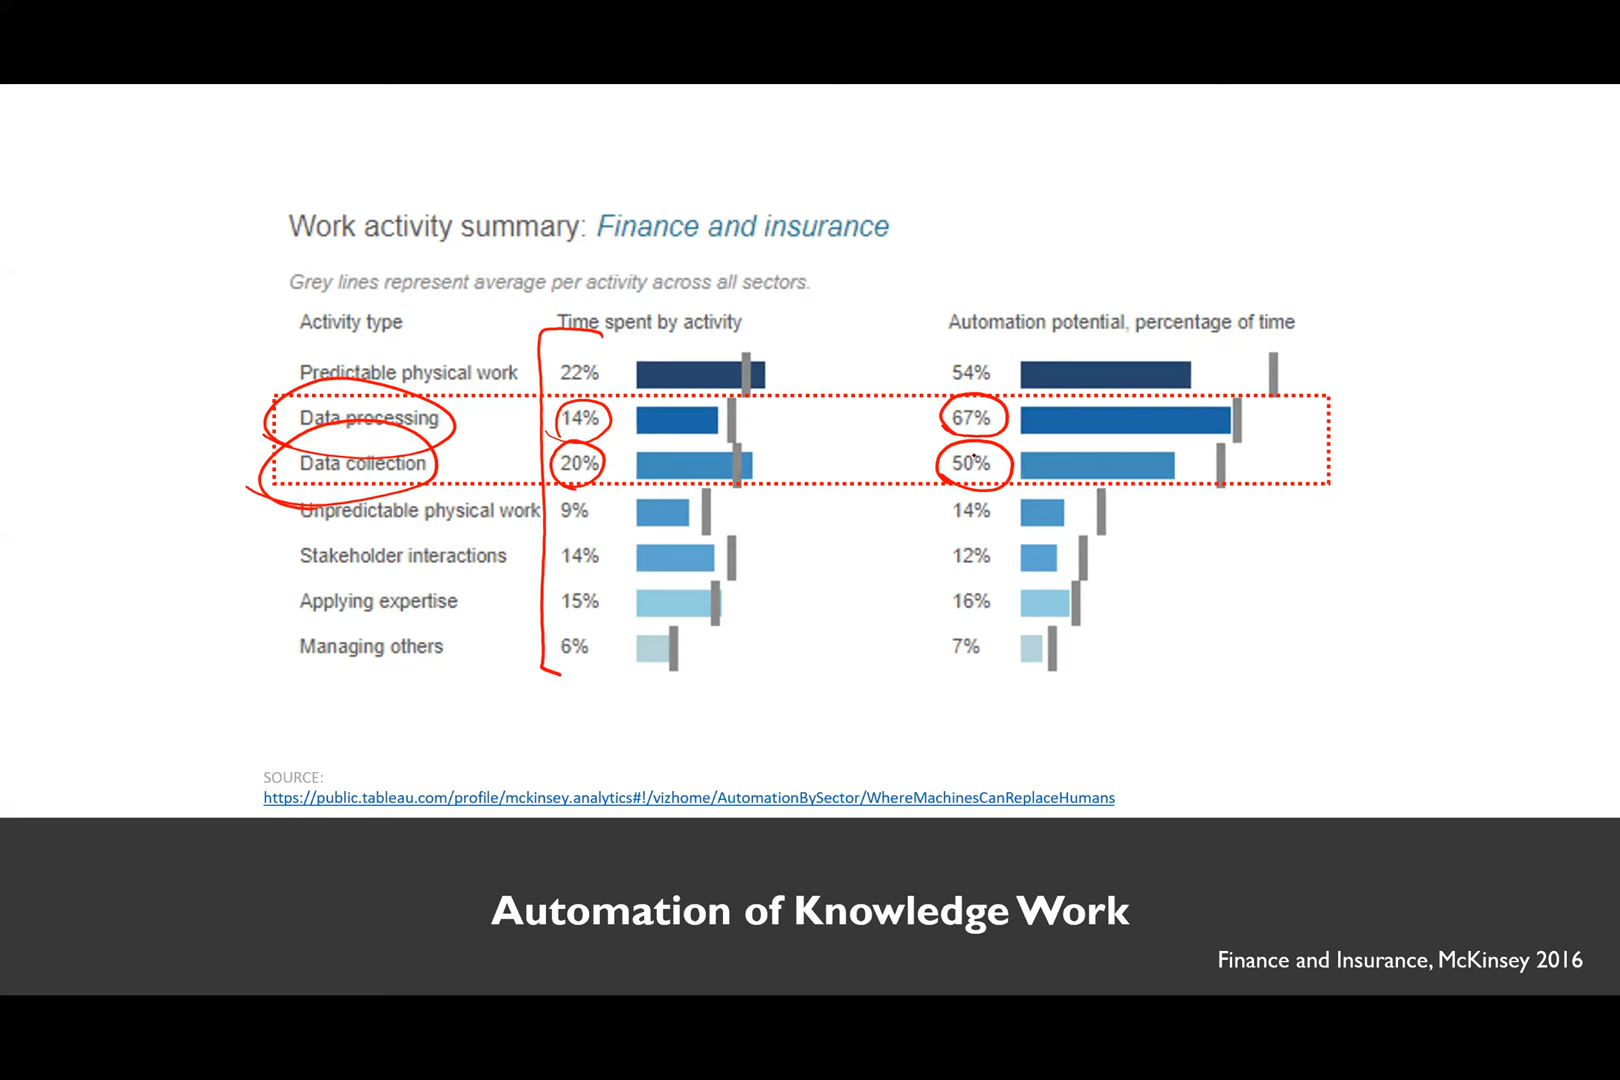 Work activity summary: Finance and insurance
Grey lines represent average per activity across all sectors.
Activity type Time spent by activity Automation potential, percentage of time
Predictable physical work 22% 54%
Data processing 14% 67%
Data collection 20% 50%
Unpredictable physical work 9% 14%
Stakeholder interactions 14% 12%
Applying expertise 15% 16%
Managing others 6% 7%
SOURCE:
https://public.tableau.com/profile/mckinsey.analytics#!/vizhome/AutomationBySector/WhereMachinesCanReplaceHumans
Automation of Knowledge Work
Finance and Insurance, McKinsey 2016